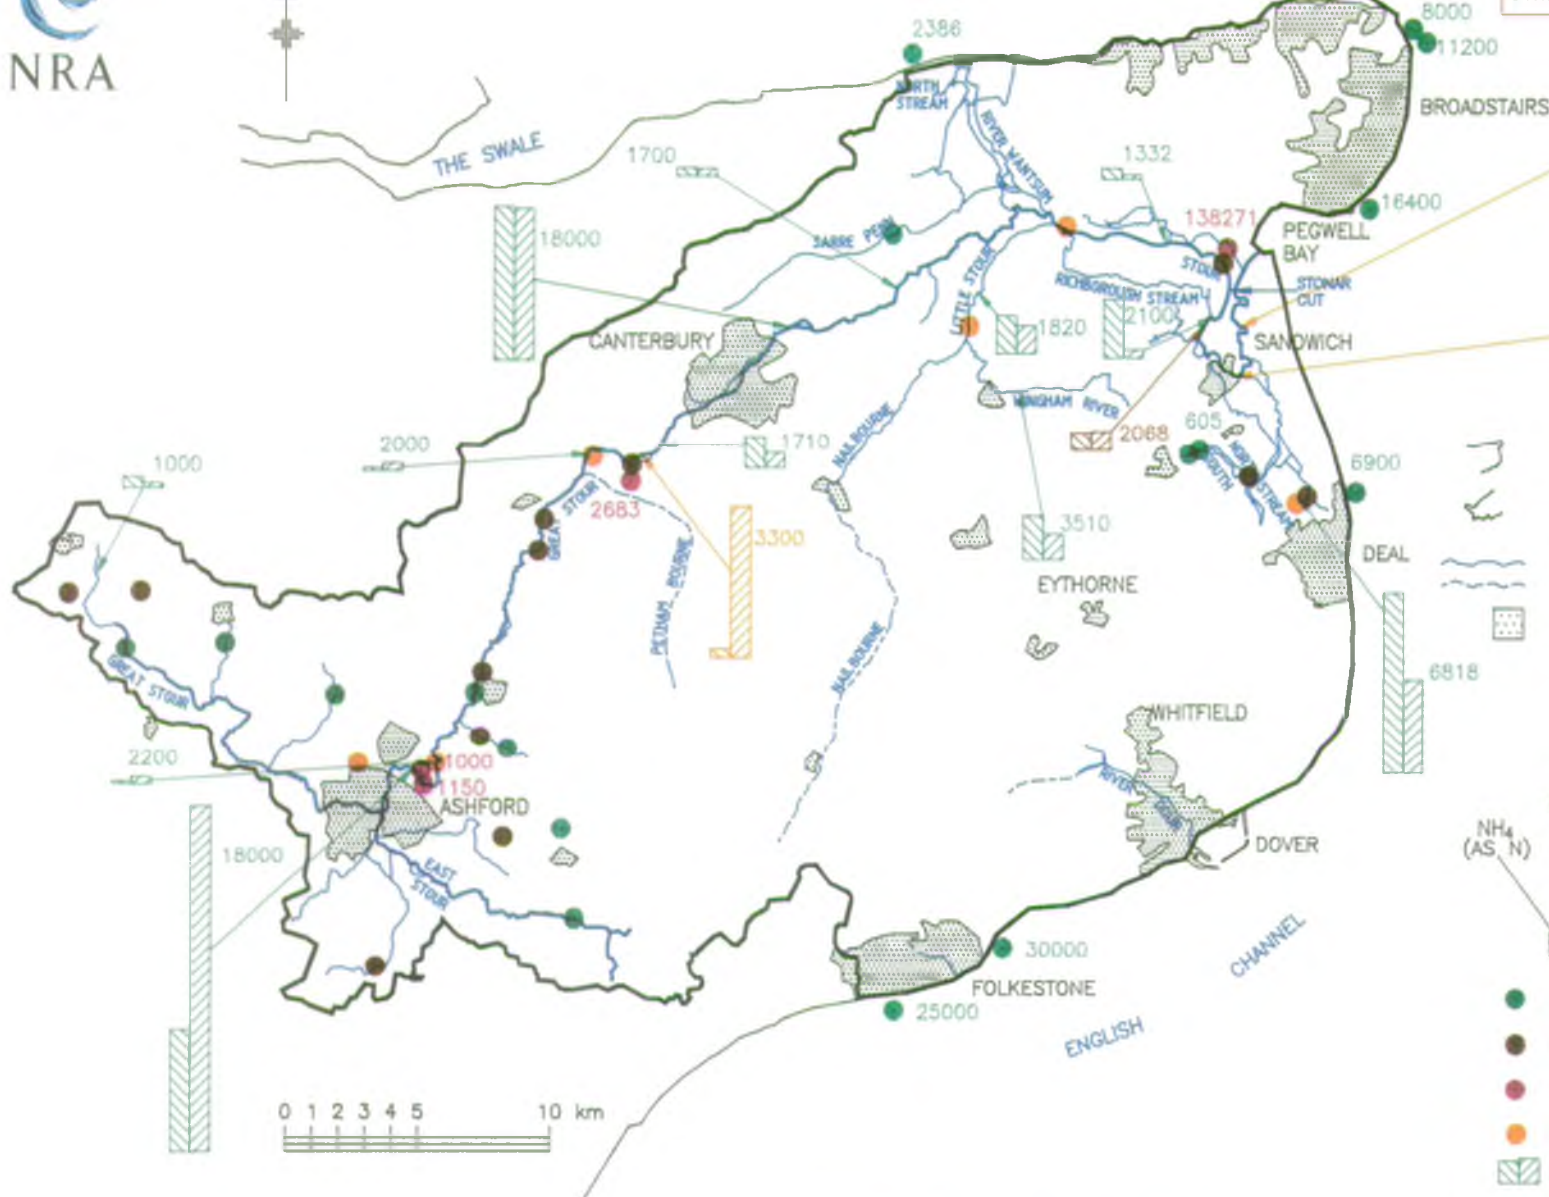 NRA
2386
8000
11200
NORTH
STREAM
BROADSTAIRS
THE SWALE
1700
RIVER WANTSUM
1332
16400
138271
PEGWELL
BAY
18000
SARRE PENN
STOUR
STONAR
CUT
RICHBOROUGH STREAM
LITTLE STOUR
2100
1820
CANTERBURY
SANDWICH
WINGHAM RIVER
NAILBOURNE
2068
605
2000
1710
1000
6900
NORTH
SOUTH
STREAM
GREAT STOUR
2683
3300
3510
DEAL
PETHAM BOURNE
EYTHORNE
NAILBOURNE
GREAT STOUR
6818
WHITFIELD
2200
1000
1150
ASHFORD
RIVER DOUR
18000
DOVER
NH4
(AS N)
EAST
STOUR
30000
CHANNEL
FOLKESTONE
25000
ENGLISH
0 1 2 3 4 5 10 km